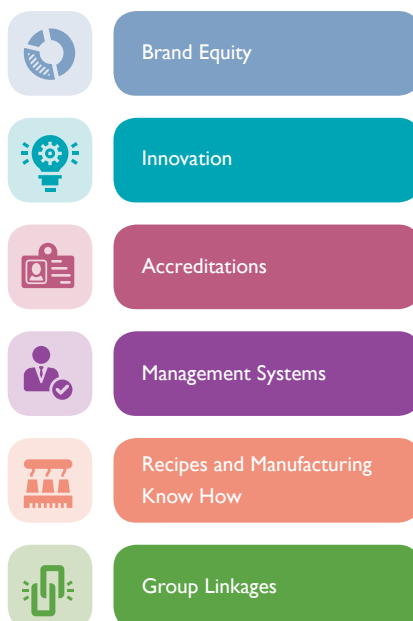 Brand Equity
Innovation
Accreditations
Management Systems
Recipes and Manufacturing
Know How
Group Linkages